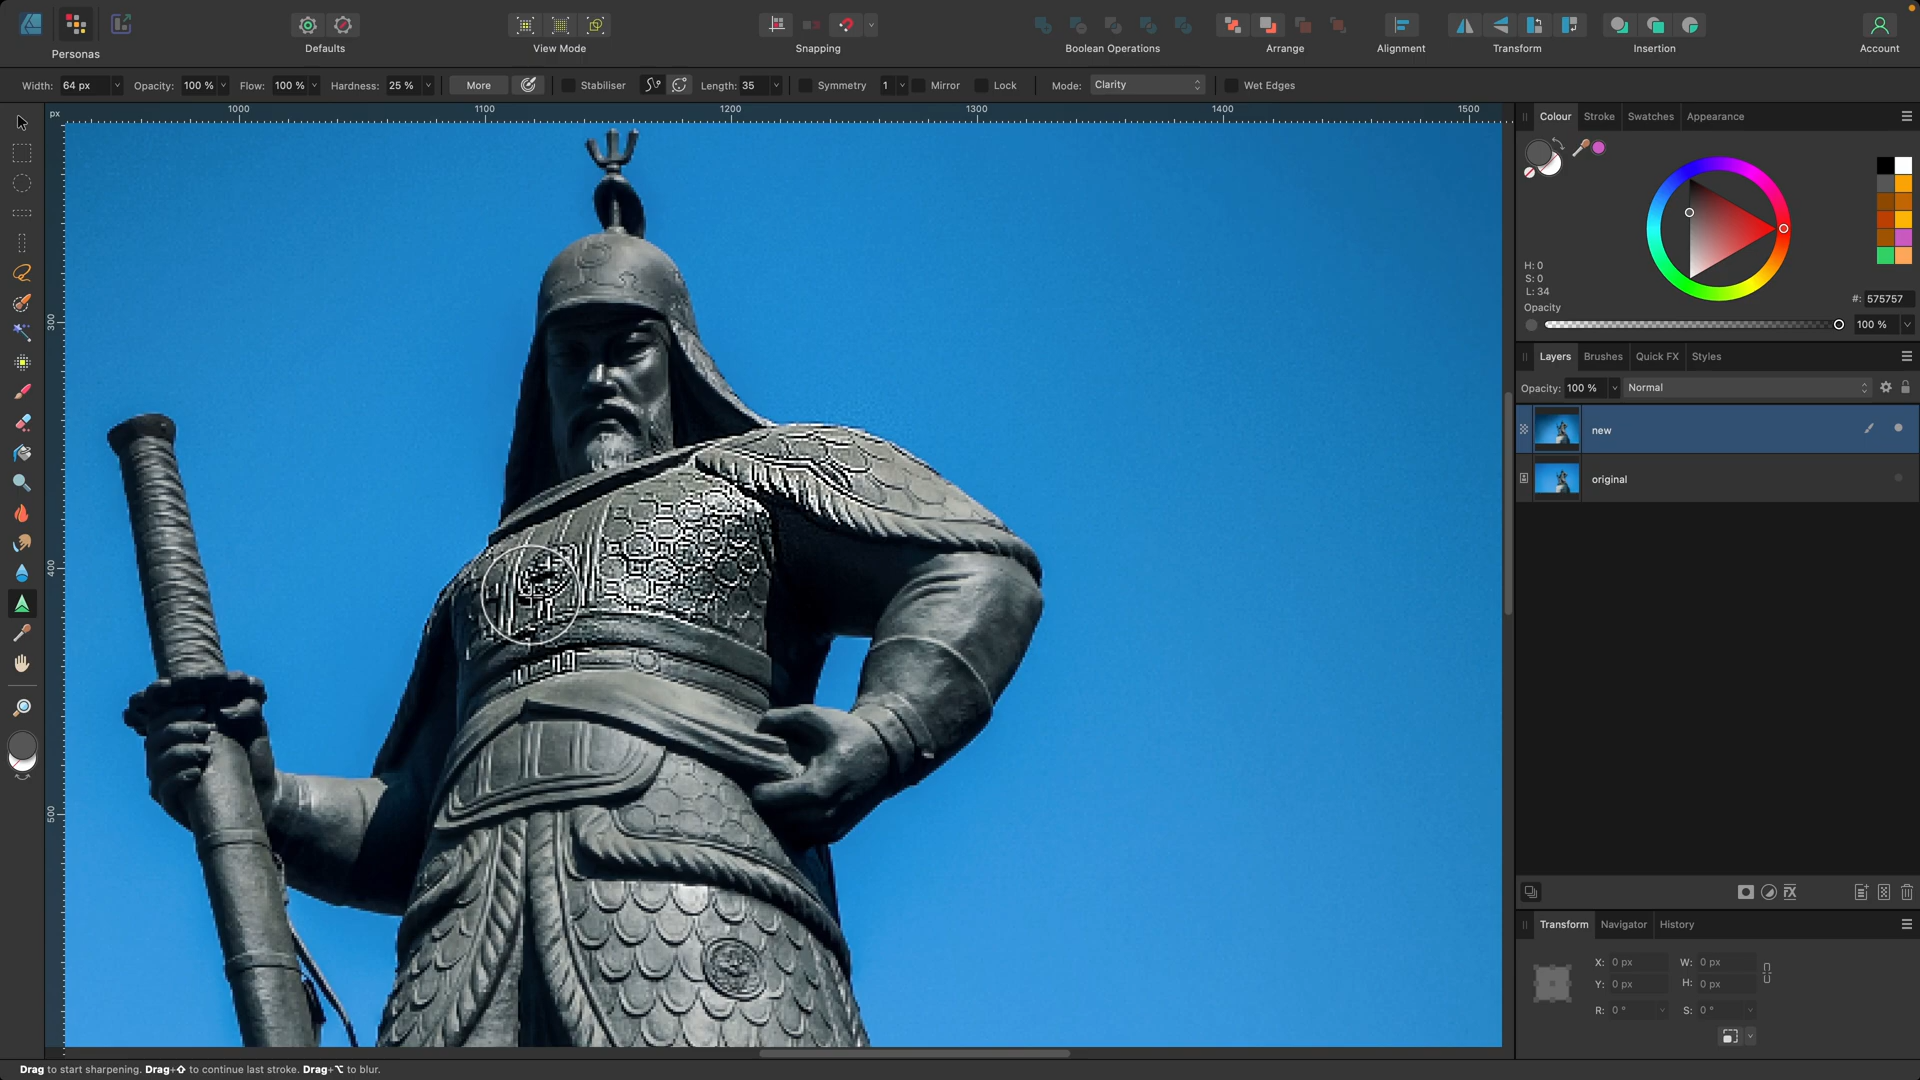 Personas
Defaults
View Mode
Snapping
Boolean Operations
Arrange
Alignment
Transform
Insertion
Account
Width: 64 px Opacity: 100 % Flow: 100 % Hardness: 25 % More Stabiliser Length: 35 Symmetry 1 Mirror Lock Mode: Clarity Wet Edges
px 1000 1100 1200 1300 1400 1500
300
400
500
Colour Stroke Swatches Appearance
H: 0
S: 0
L: 34
#: 575757
Opacity
100 %
Layers Brushes Quick FX Styles
Opacity: 100 % Normal
new
original
Transform Navigator History
X: 0 px W: 0 px
Y: 0 px H: 0 px
R: 0 ° S: 0 °
Drag to start sharpening. Drag+⇧ to continue last stroke. Drag+⌥ to blur.